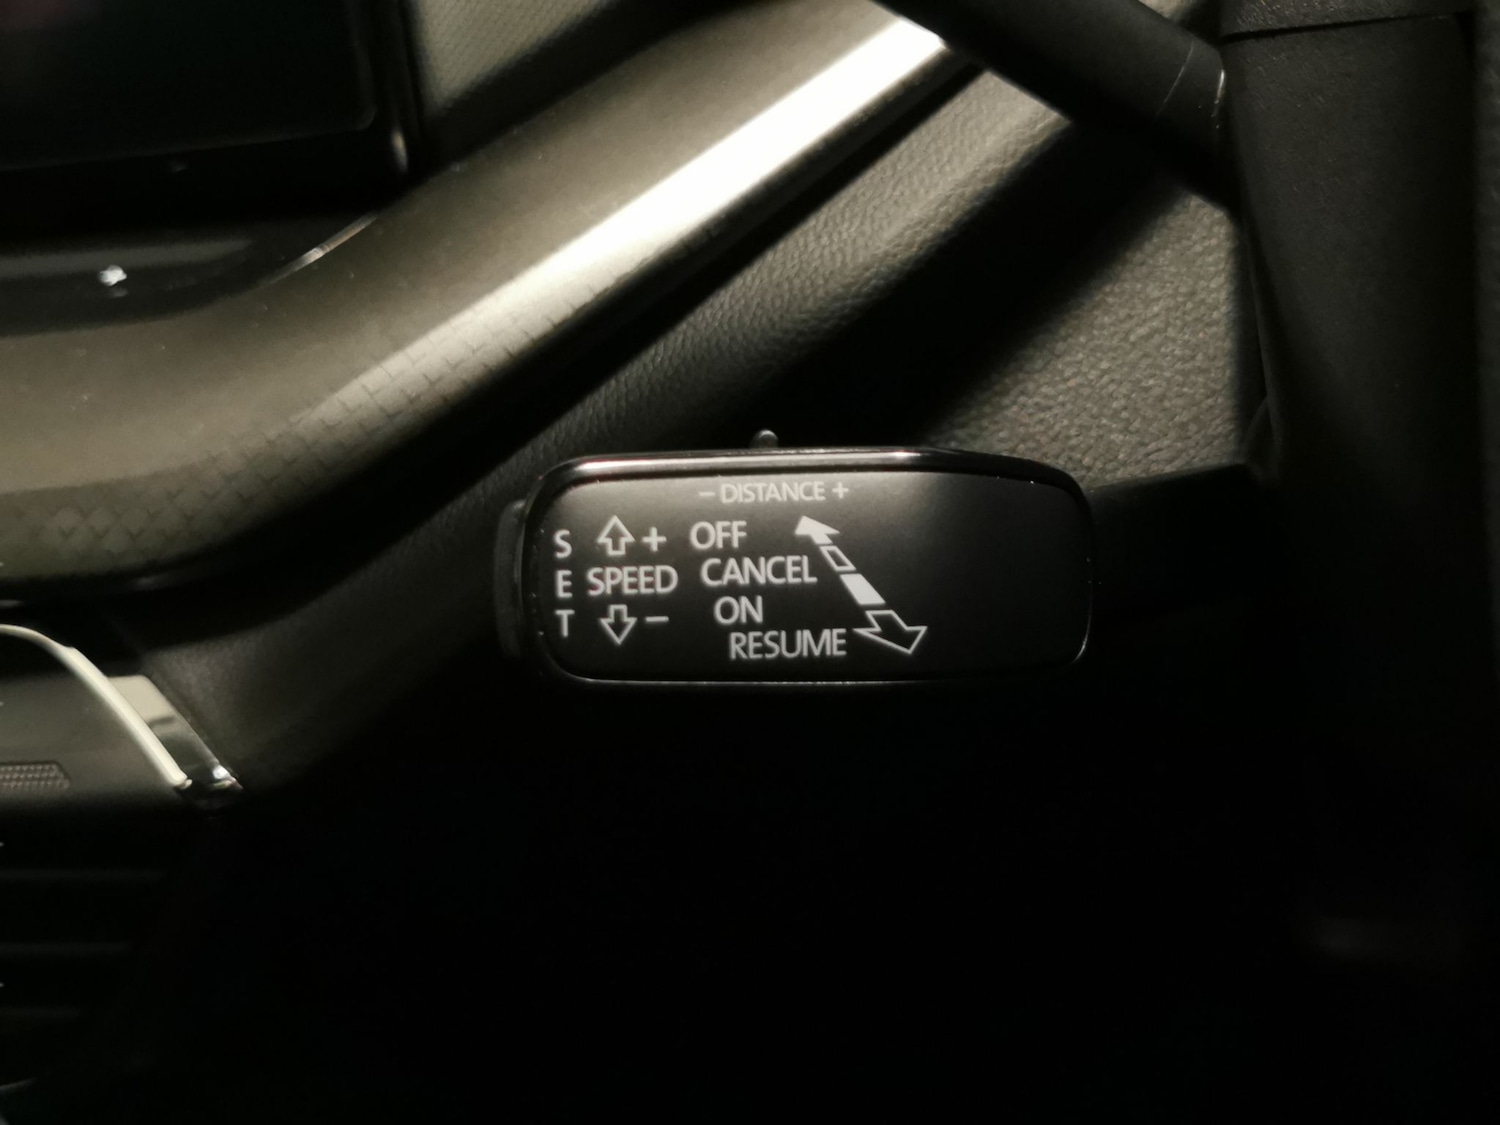 - DISTANCE +
S
E
T
+
SPEED
-
OFF
CANCEL
ON
RESUME